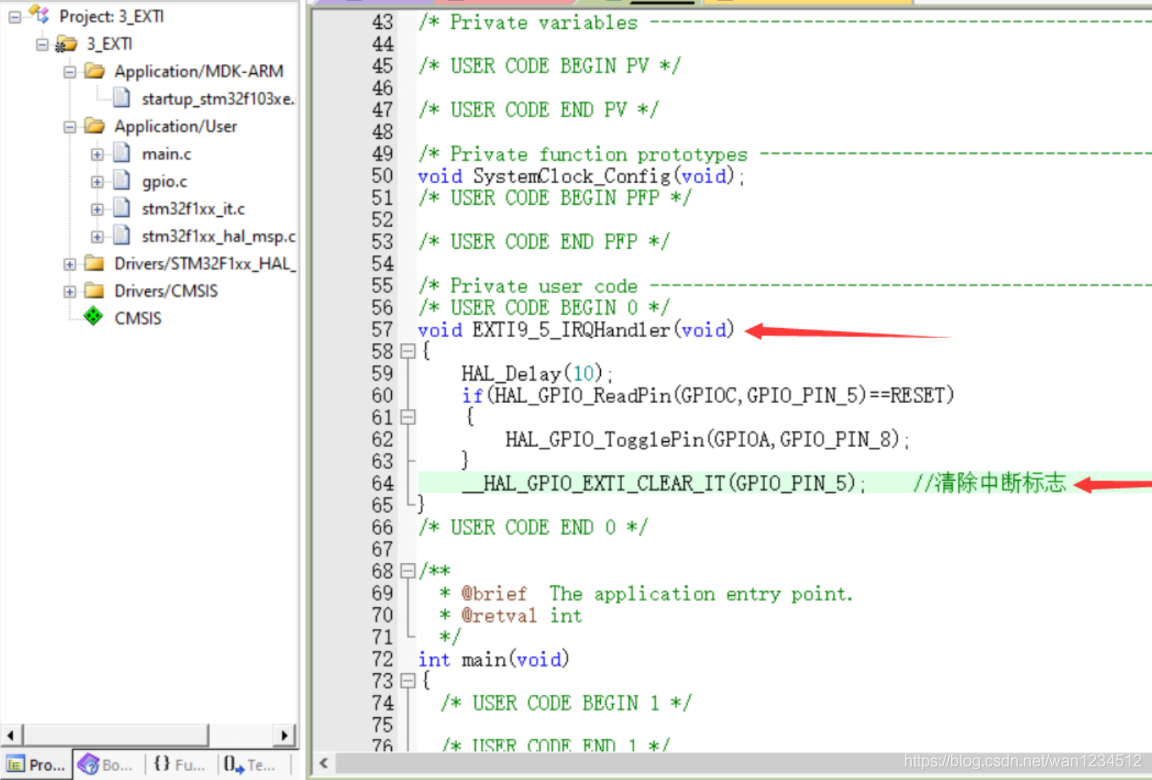 Project: 3_EXTI
3_EXTI
Application/MDK-ARM
startup_stm32f103xe.
Application/User
main.c
gpio.c
stm32f1xx_it.c
stm32f1xx_hal_msp.c
Drivers/STM32F1xx_HAL_
Drivers/CMSIS
CMSIS
Pro...
Bo...
{} Fu...
Te...
43 /* Private variables ---------------------------------------------
44
45 /* USER CODE BEGIN PV */
46
47 /* USER CODE END PV */
48
49 /* Private function prototypes -----------------------------------
50 void SystemClock_Config(void);
51 /* USER CODE BEGIN PFP */
52
53 /* USER CODE END PFP */
54
55 /* Private user code ---------------------------------------------
56 /* USER CODE BEGIN 0 */
57 void EXTI9_5_IRQHandler(void)
58 {
59 HAL_Delay(10);
60 if(HAL_GPIO_ReadPin(GPIOC,GPIO_PIN_5)==RESET)
61 {
62 HAL_GPIO_TogglePin(GPIOA,GPIO_PIN_8);
63 }
64 __HAL_GPIO_EXTI_CLEAR_IT(GPIO_PIN_5); //清除中断标志
65 }
66 /* USER CODE END 0 */
67
68 /**
69 * @brief The application entry point.
70 * @retval int
71 */
72 int main(void)
73 {
74 /* USER CODE BEGIN 1 */
75
76 /* USER CODE END 1 */
https://blog.csdn.net/wan1234512